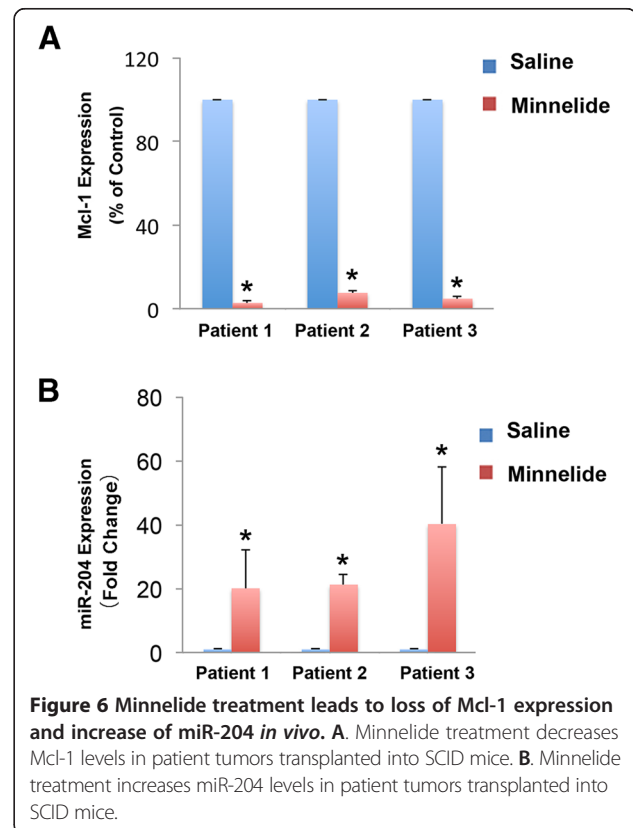 A
Mcl-1 Expression
(% of Control)
120
80
40
0
Saline
Minnelide
*
*
*
Patient 1
Patient 2
Patient 3
B
miR-204 Expression
(Fold Change)
80
60
40
20
0
Saline
Minnelide
*
*
*
Patient 1
Patient 2
Patient 3
Figure 6 Minnelide treatment leads to loss of Mcl-1 expression
and increase of miR-204 in vivo. A. Minnelide treatment decreases
Mcl-1 levels in patient tumors transplanted into SCID mice. B. Minnelide
treatment increases miR-204 levels in patient tumors transplanted into
SCID mice.